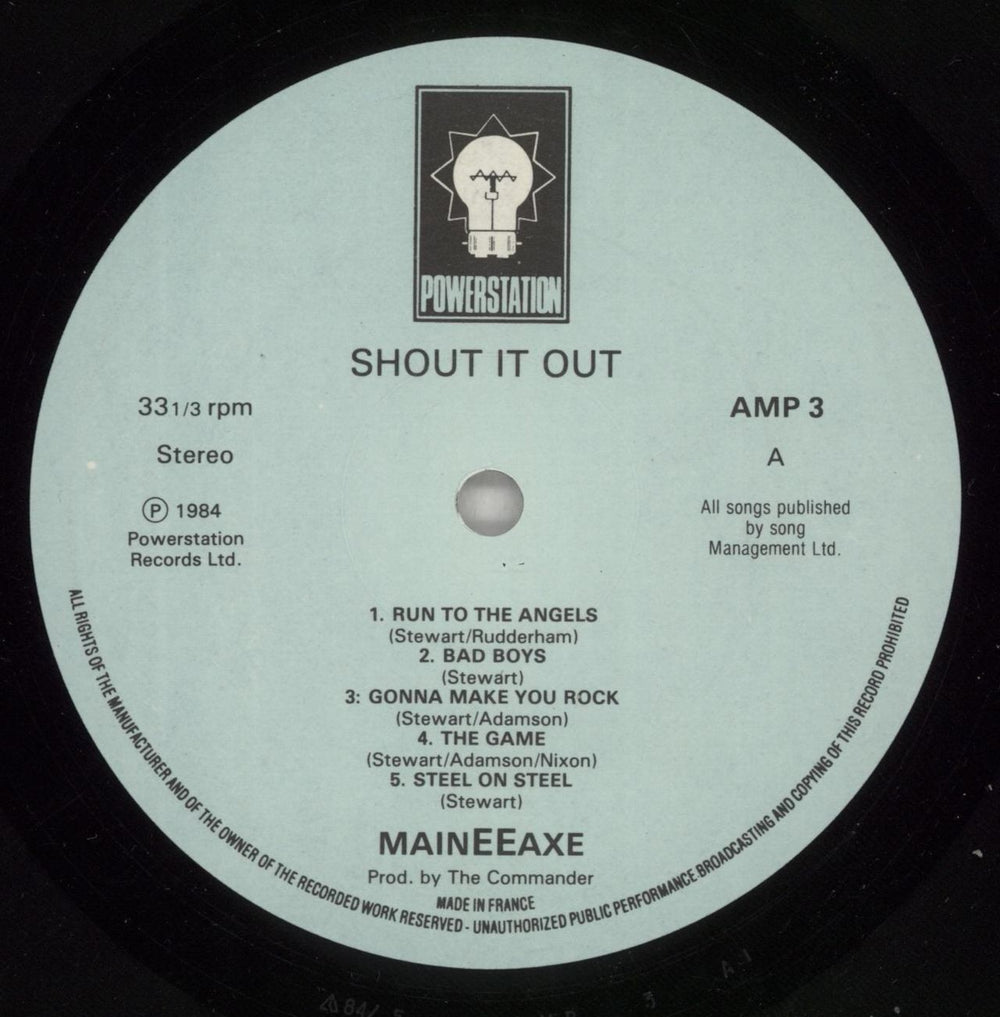 POWERSTATION
SHOUT IT OUT
33 1/3 rpm
Stereo
Ⓟ 1984
Powerstation
Records Ltd.
AMP 3
A
All songs published
by song
Management Ltd.
1. RUN TO THE ANGELS
(Stewart/Rudderham)
2. BAD BOYS
(Stewart)
3: GONNA MAKE YOU ROCK
(Stewart/Adamson)
4. THE GAME
(Stewart/Adamson/Nixon)
5. STEEL ON STEEL
(Stewart)
MAINEEAXE
Prod. by The Commander
MADE IN FRANCE
ALL RIGHTS OF THE MANUFACTURER AND OF THE OWNER OF THE RECORDED WORK RESERVED - UNAUTHORIZED PUBLIC PERFORMANCE BROADCASTING AND COPYING OF THIS RECORD PROHIBITED